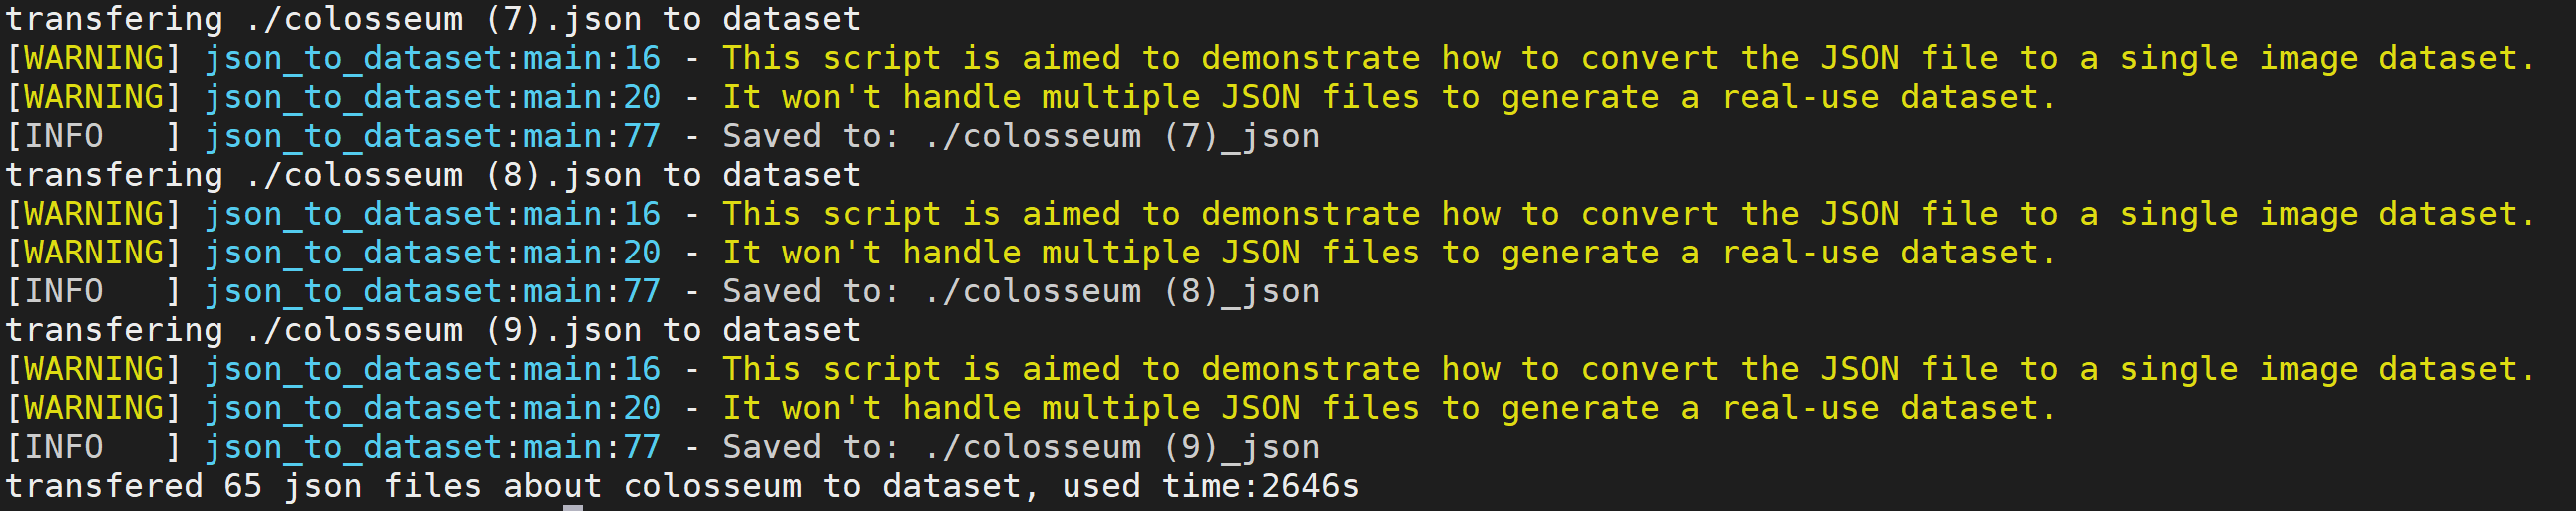 transfering ./colosseum (7).json to dataset
[WARNING] json_to_dataset:main:16 - This script is aimed to demonstrate how to convert the JSON file to a single image dataset.
[WARNING] json_to_dataset:main:20 - It won't handle multiple JSON files to generate a real-use dataset.
[INFO   ] json_to_dataset:main:77 - Saved to: ./colosseum (7)_json
transfering ./colosseum (8).json to dataset
[WARNING] json_to_dataset:main:16 - This script is aimed to demonstrate how to convert the JSON file to a single image dataset.
[WARNING] json_to_dataset:main:20 - It won't handle multiple JSON files to generate a real-use dataset.
[INFO   ] json_to_dataset:main:77 - Saved to: ./colosseum (8)_json
transfering ./colosseum (9).json to dataset
[WARNING] json_to_dataset:main:16 - This script is aimed to demonstrate how to convert the JSON file to a single image dataset.
[WARNING] json_to_dataset:main:20 - It won't handle multiple JSON files to generate a real-use dataset.
[INFO   ] json_to_dataset:main:77 - Saved to: ./colosseum (9)_json
transfered 65 json files about colosseum to dataset, used time:2646s